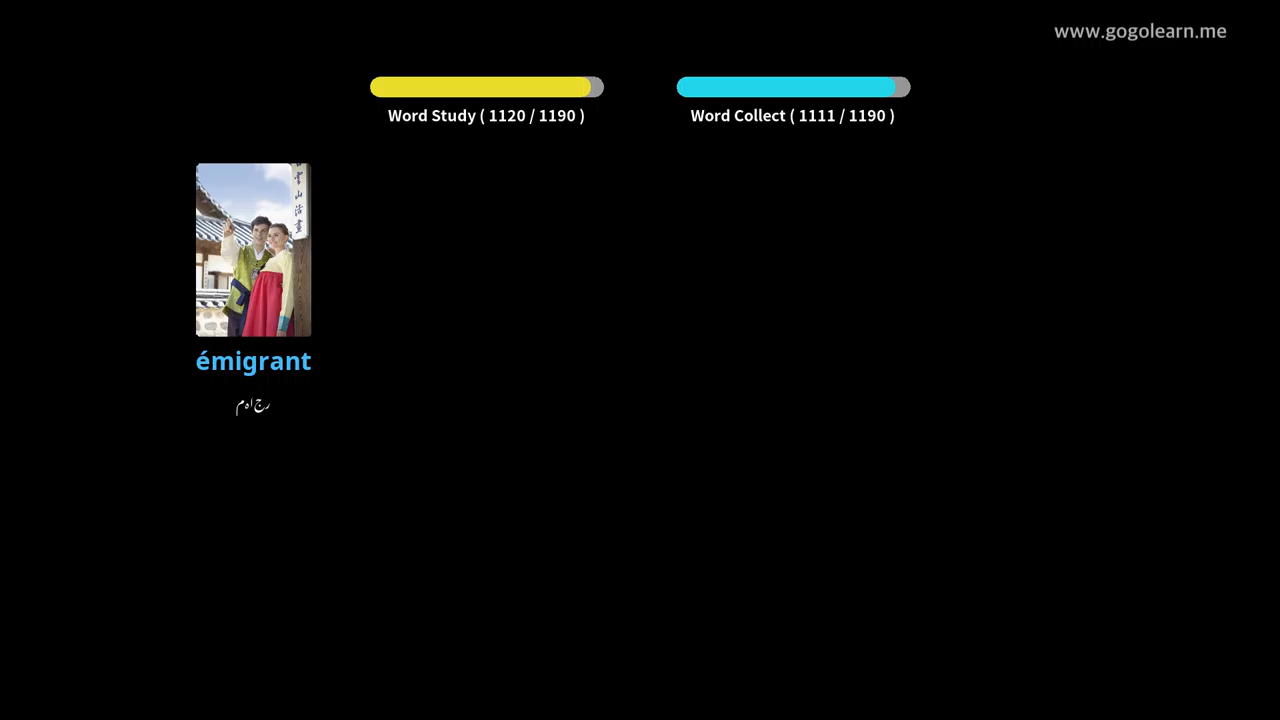 www.gogolearn.me
Word Study ( 1120 / 1190 )
Word Collect ( 1111 / 1190 )
émigrant
مہاجر